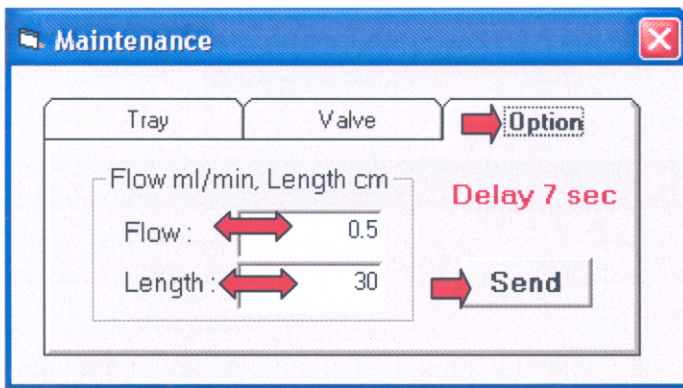 Maintenance
Tray Valve Option
Flow ml/min, Length cm
Delay 7 sec
Flow : 0.5
Length : 30 Send